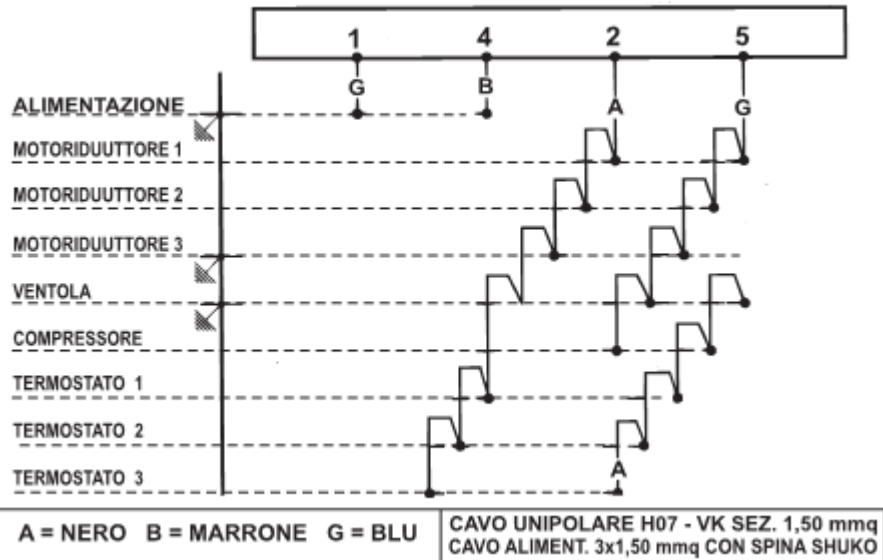 1 4 2 5
G B A G
ALIMENTAZIONE
MOTORIDUUTTORE 1
MOTORIDUUTTORE 2
MOTORIDUUTTORE 3
VENTOLA
COMPRESSORE
TERMOSTATO 1
TERMOSTATO 2
A
TERMOSTATO 3
A = NERO B = MARRONE G = BLU
CAVO UNIPOLARE H07 - VK SEZ. 1,50 mmq
CAVO ALIMENT. 3x1,50 mmq CON SPINA SHUKO